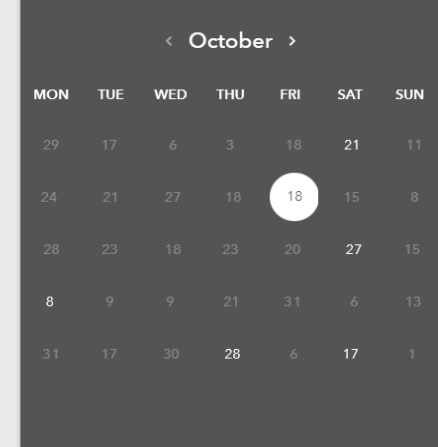 ‹ October ›
MON TUE WED THU FRI SAT SUN
29 17 6 3 18 21 11
24 21 27 18 18 15 8
28 23 18 23 20 27 15
8 9 9 21 31 6 13
31 17 30 28 6 17 1